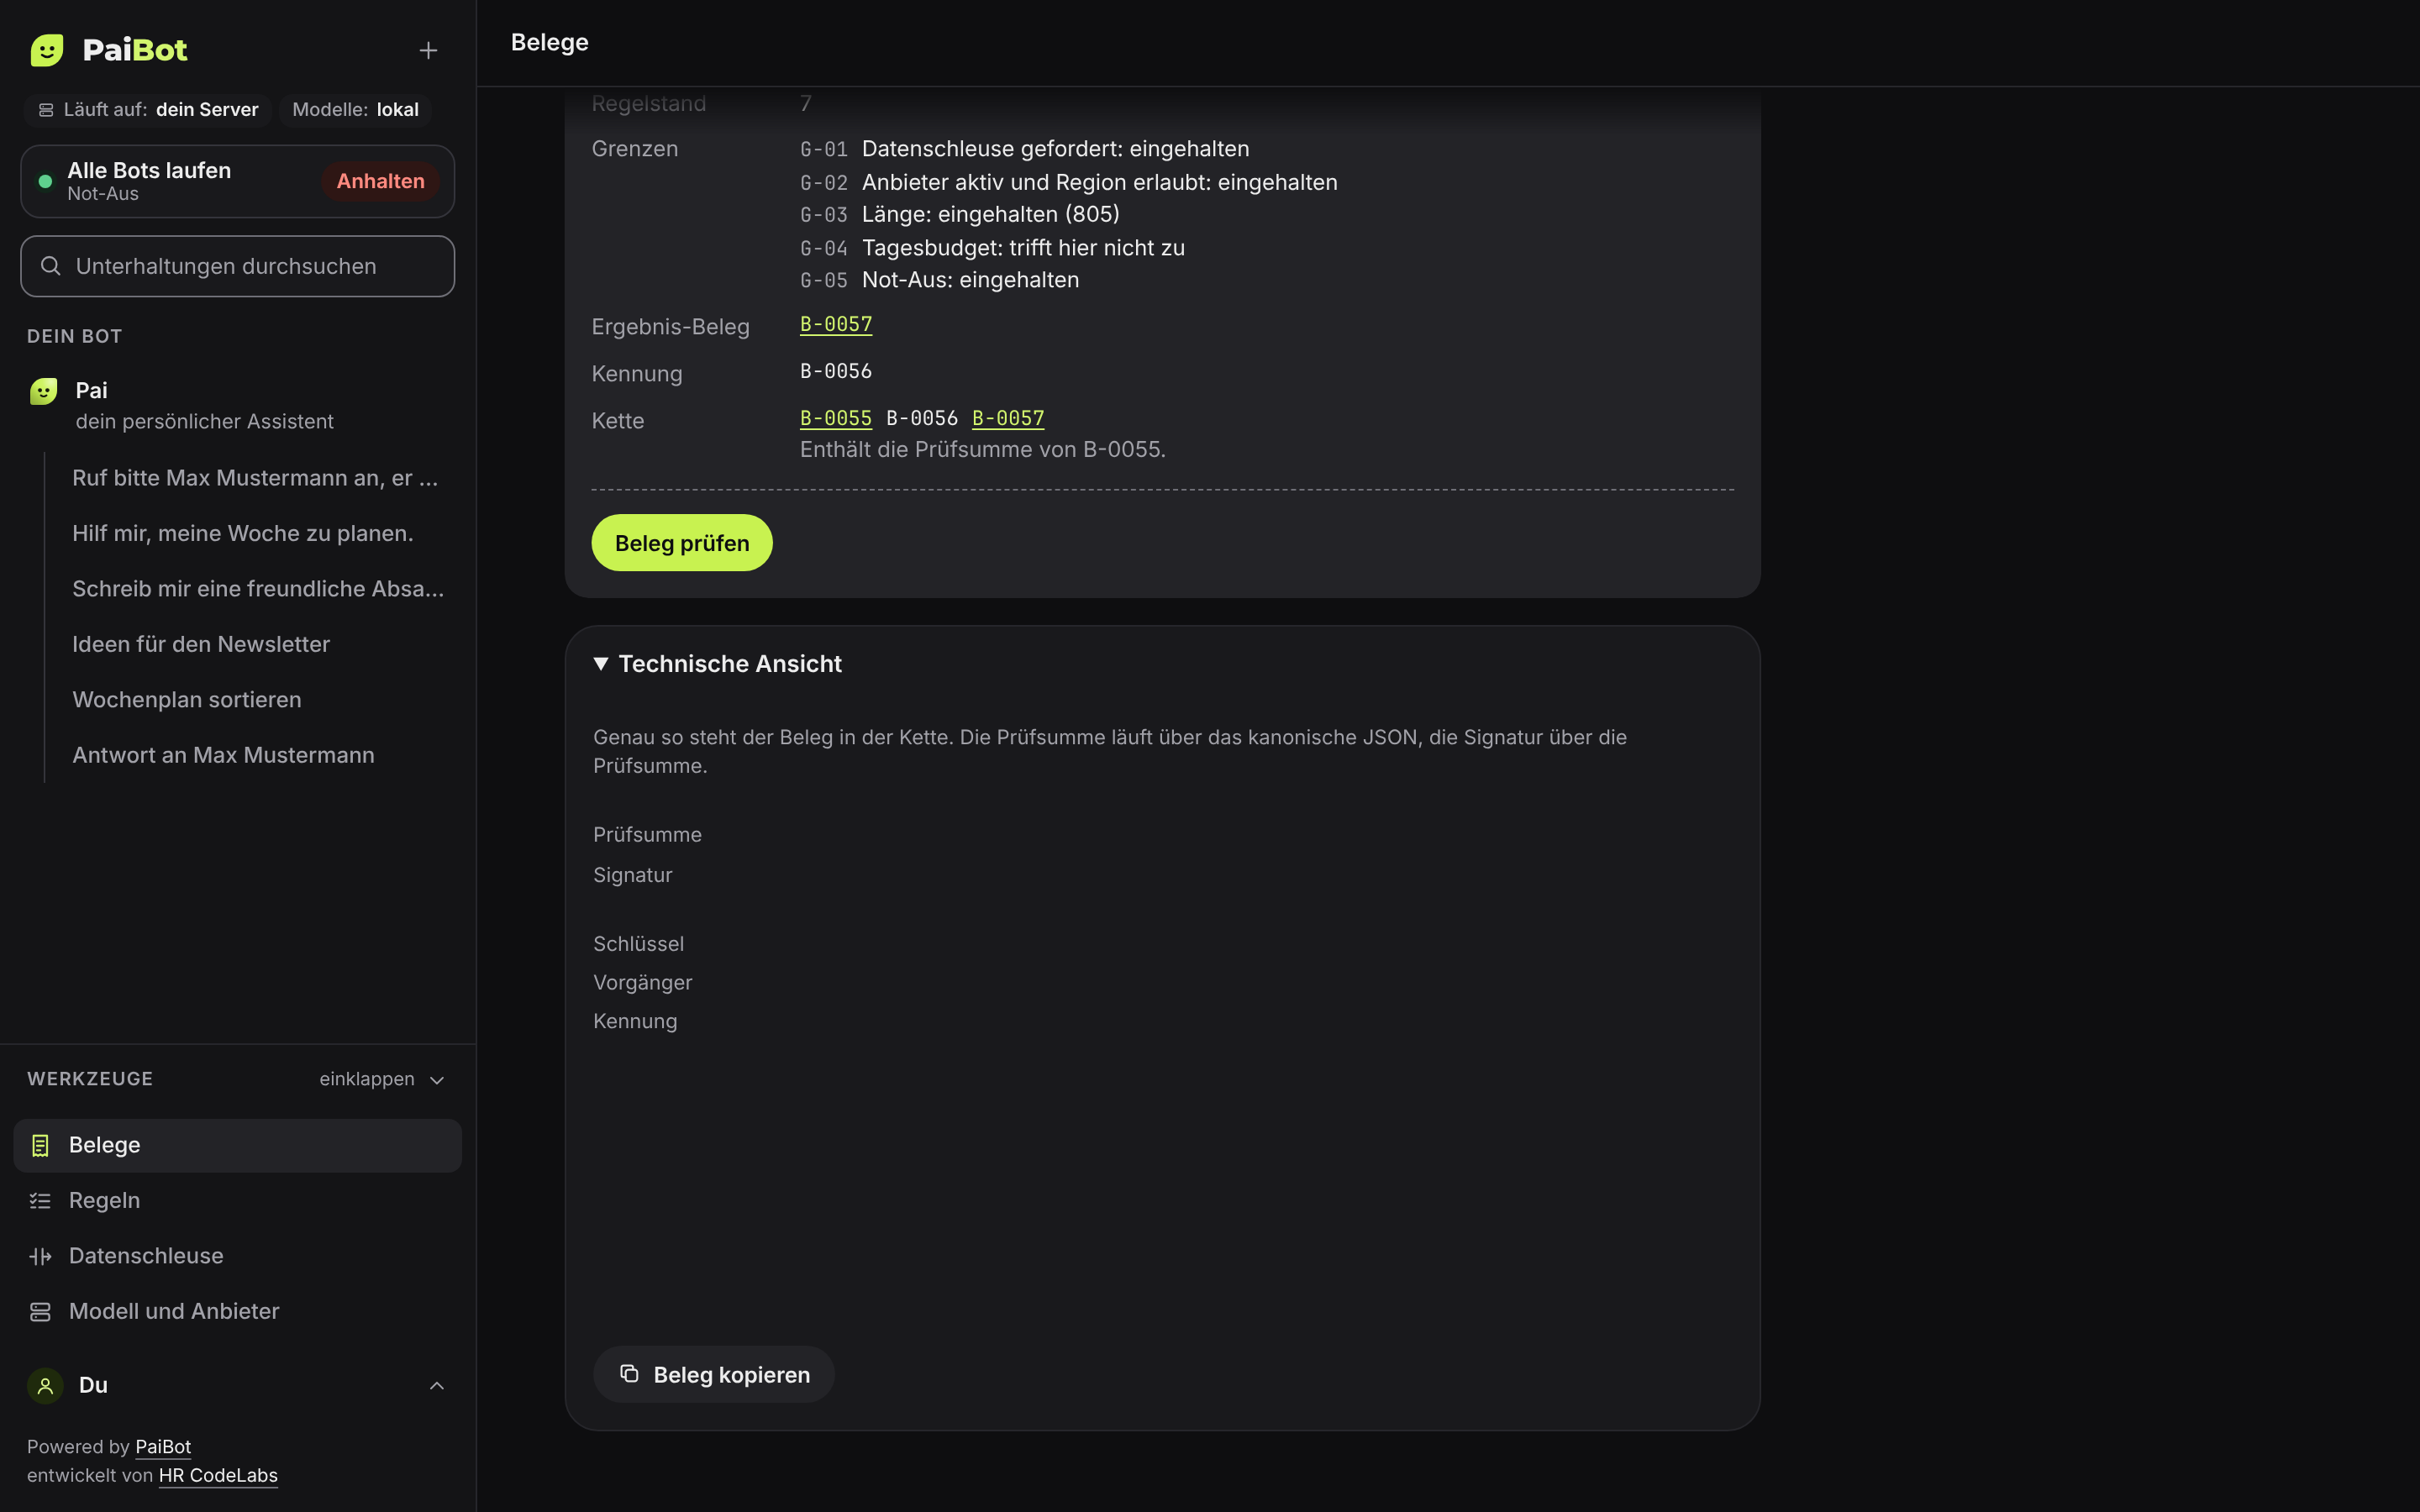 PaiBot
Läuft auf: dein Server
Modelle: lokal
Alle Bots laufen
Not-Aus
Anhalten
Unterhaltungen durchsuchen
DEIN BOT
Pai
dein persönlicher Assistent
Ruf bitte Max Mustermann an, er ...
Hilf mir, meine Woche zu planen.
Schreib mir eine freundliche Absa...
Ideen für den Newsletter
Wochenplan sortieren
Antwort an Max Mustermann
WERKZEUGE
einklappen
Belege
Regeln
Datenschleuse
Modell und Anbieter
Du
Powered by PaiBot
entwickelt von HR CodeLabs
Belege
Regelstand 7
Grenzen G-01 Datenschleuse gefordert: eingehalten
G-02 Anbieter aktiv und Region erlaubt: eingehalten
G-03 Länge: eingehalten (805)
G-04 Tagesbudget: trifft hier nicht zu
G-05 Not-Aus: eingehalten
Ergebnis-Beleg B-0057
Kennung B-0056
Kette B-0055 B-0056 B-0057
Enthält die Prüfsumme von B-0055.
Beleg prüfen
Technische Ansicht
Genau so steht der Beleg in der Kette. Die Prüfsumme läuft über das kanonische JSON, die Signatur über die
Prüfsumme.
Prüfsumme
Signatur
Schlüssel
Vorgänger
Kennung
Beleg kopieren